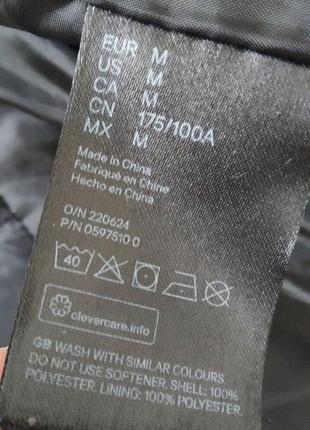 EUR M
US M
CA M
CN 175/100A
MX M
Made in China
Fabriqué en Chine
Hecho en China
O/N 220624
P/N 0597510 0
40
clevercare.info
GB WASH WITH SIMILAR COLOURS
DO NOT USE SOFTENER. SHELL: 100%
POLYESTER. LINING: 100% POLYESTER.